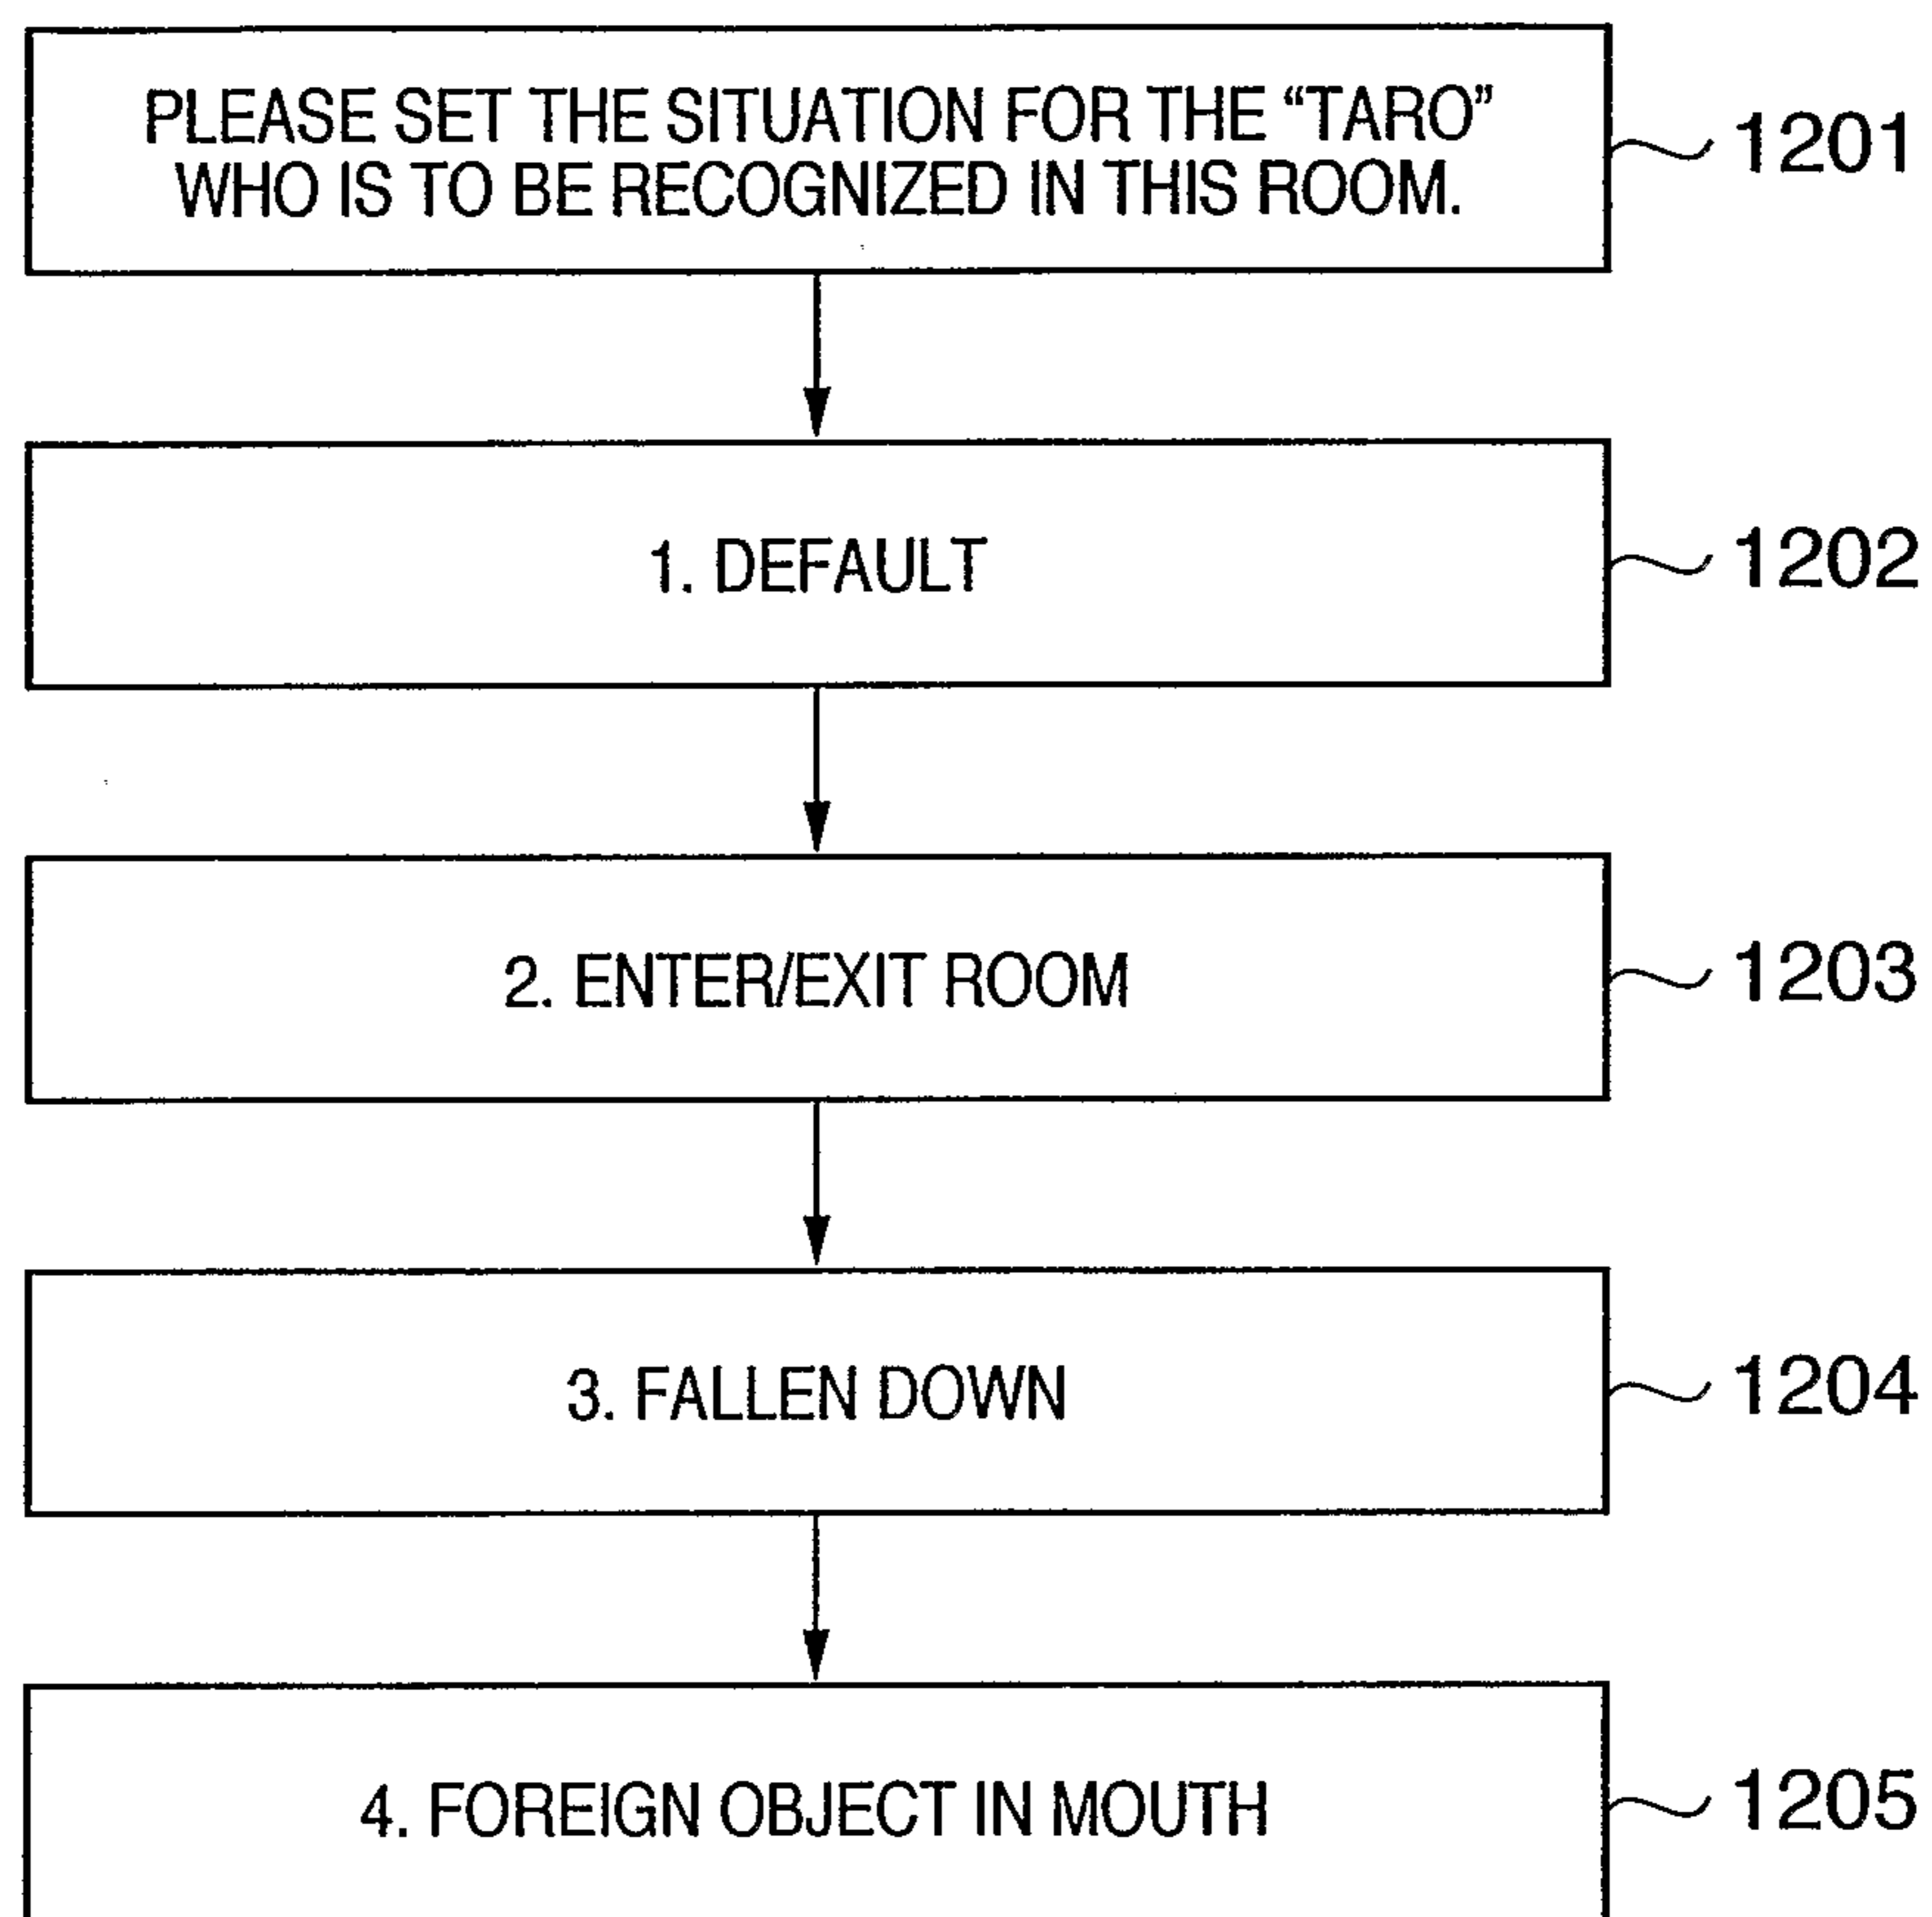 PLEASE SET THE SITUATION FOR THE “TARO”
WHO IS TO BE RECOGNIZED IN THIS ROOM.
1201
1. DEFAULT
1202
2. ENTER/EXIT ROOM
1203
3. FALLEN DOWN
1204
4. FOREIGN OBJECT IN MOUTH
1205